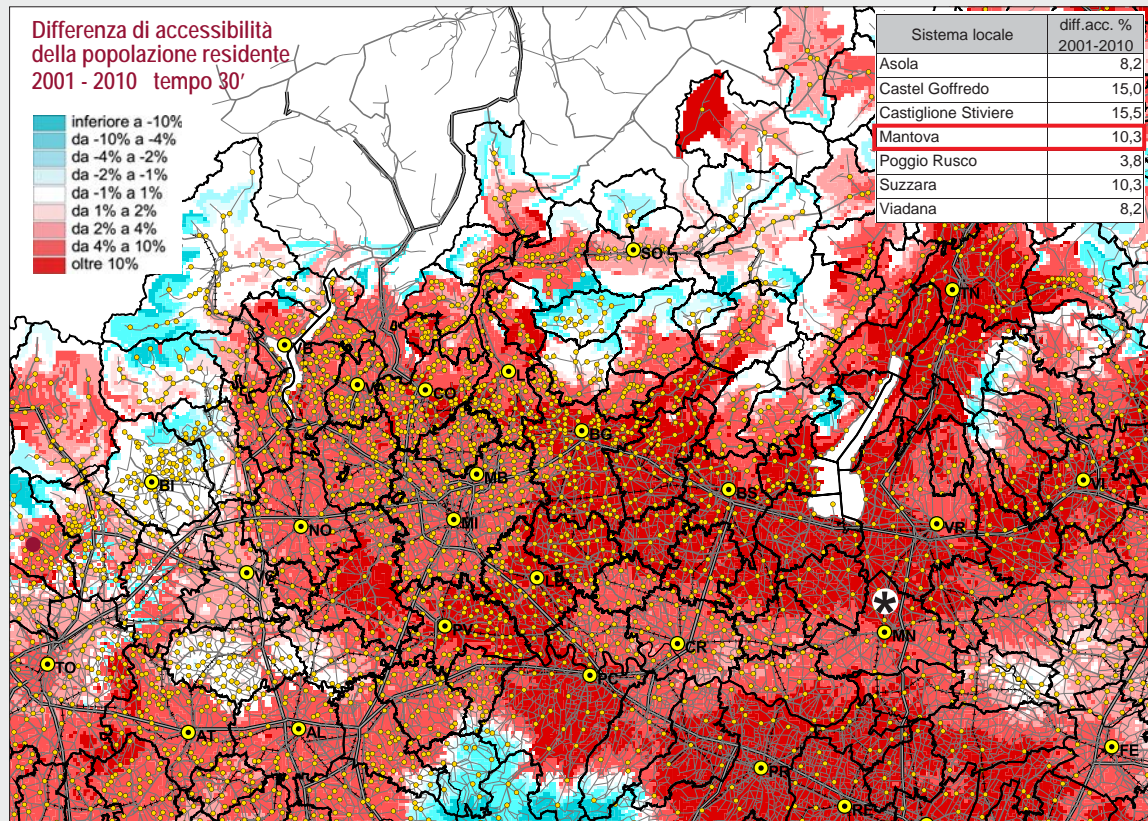 Differenza di accessibilità
della popolazione residente
2001 - 2010 tempo 30'
inferiore a -10%
da -10% a -4%
da -4% a -2%
da -2% a -1%
da -1% a 1%
da 1% a 2%
da 2% a 4%
da 4% a 10%
oltre 10%
Sistema locale diff.acc. %
2001-2010
Asola 8,2
Castel Goffredo 15,0
Castiglione Stiviere 15,5
Mantova 10,3
Poggio Rusco 3,8
Suzzara 10,3
Viadana 8,2
SO
TN
VA
CO
BG
MB
BI
BS
VI
NO
MI
VR
*
PV
MN
CR
TO
PC
AT
AL
FE
PR
RE